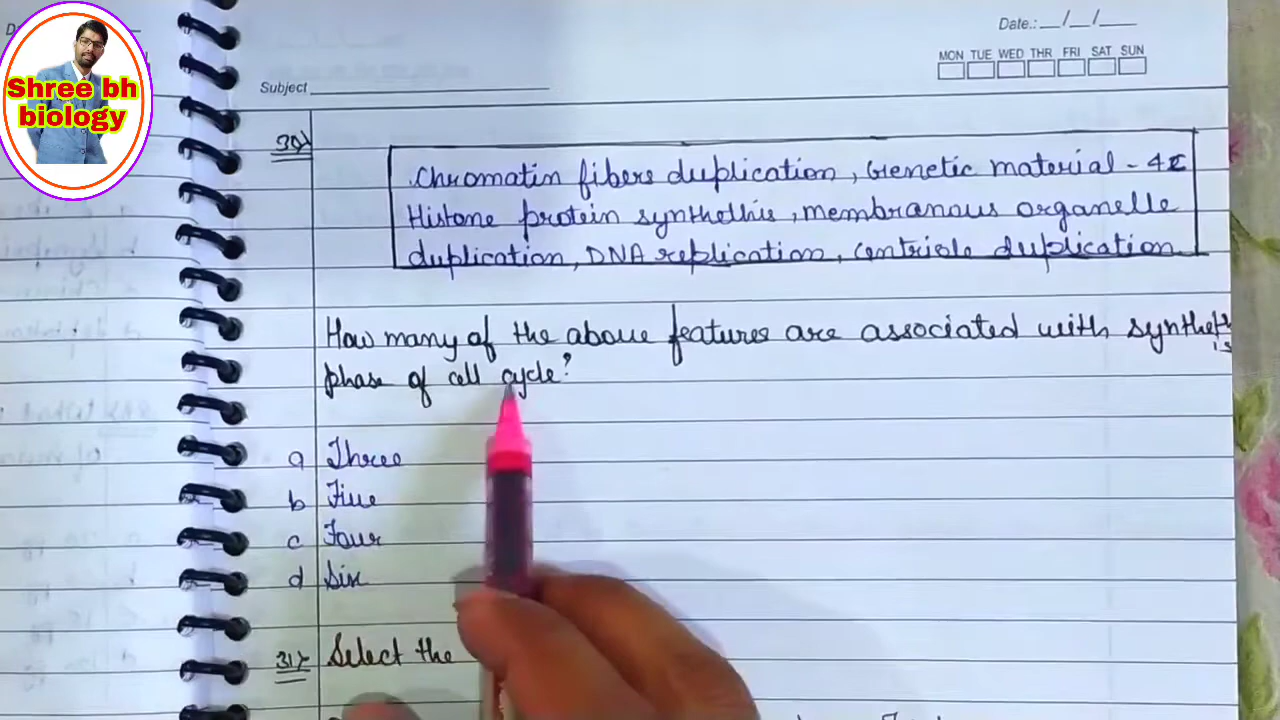 Shree bh
biology
Date.: __/__/___
MON TUE WED THR FRI SAT SUN
Subject
30)
Chromatin fibers duplication, Genetic material - 4C
Histone protein synthethis, membranous organelle
duplication, DNA replication, centriole duplication
How many of the above features are associated with synthethis
phase of cell cycle?
a Three
b Five
c Four
d Six
31) Select the